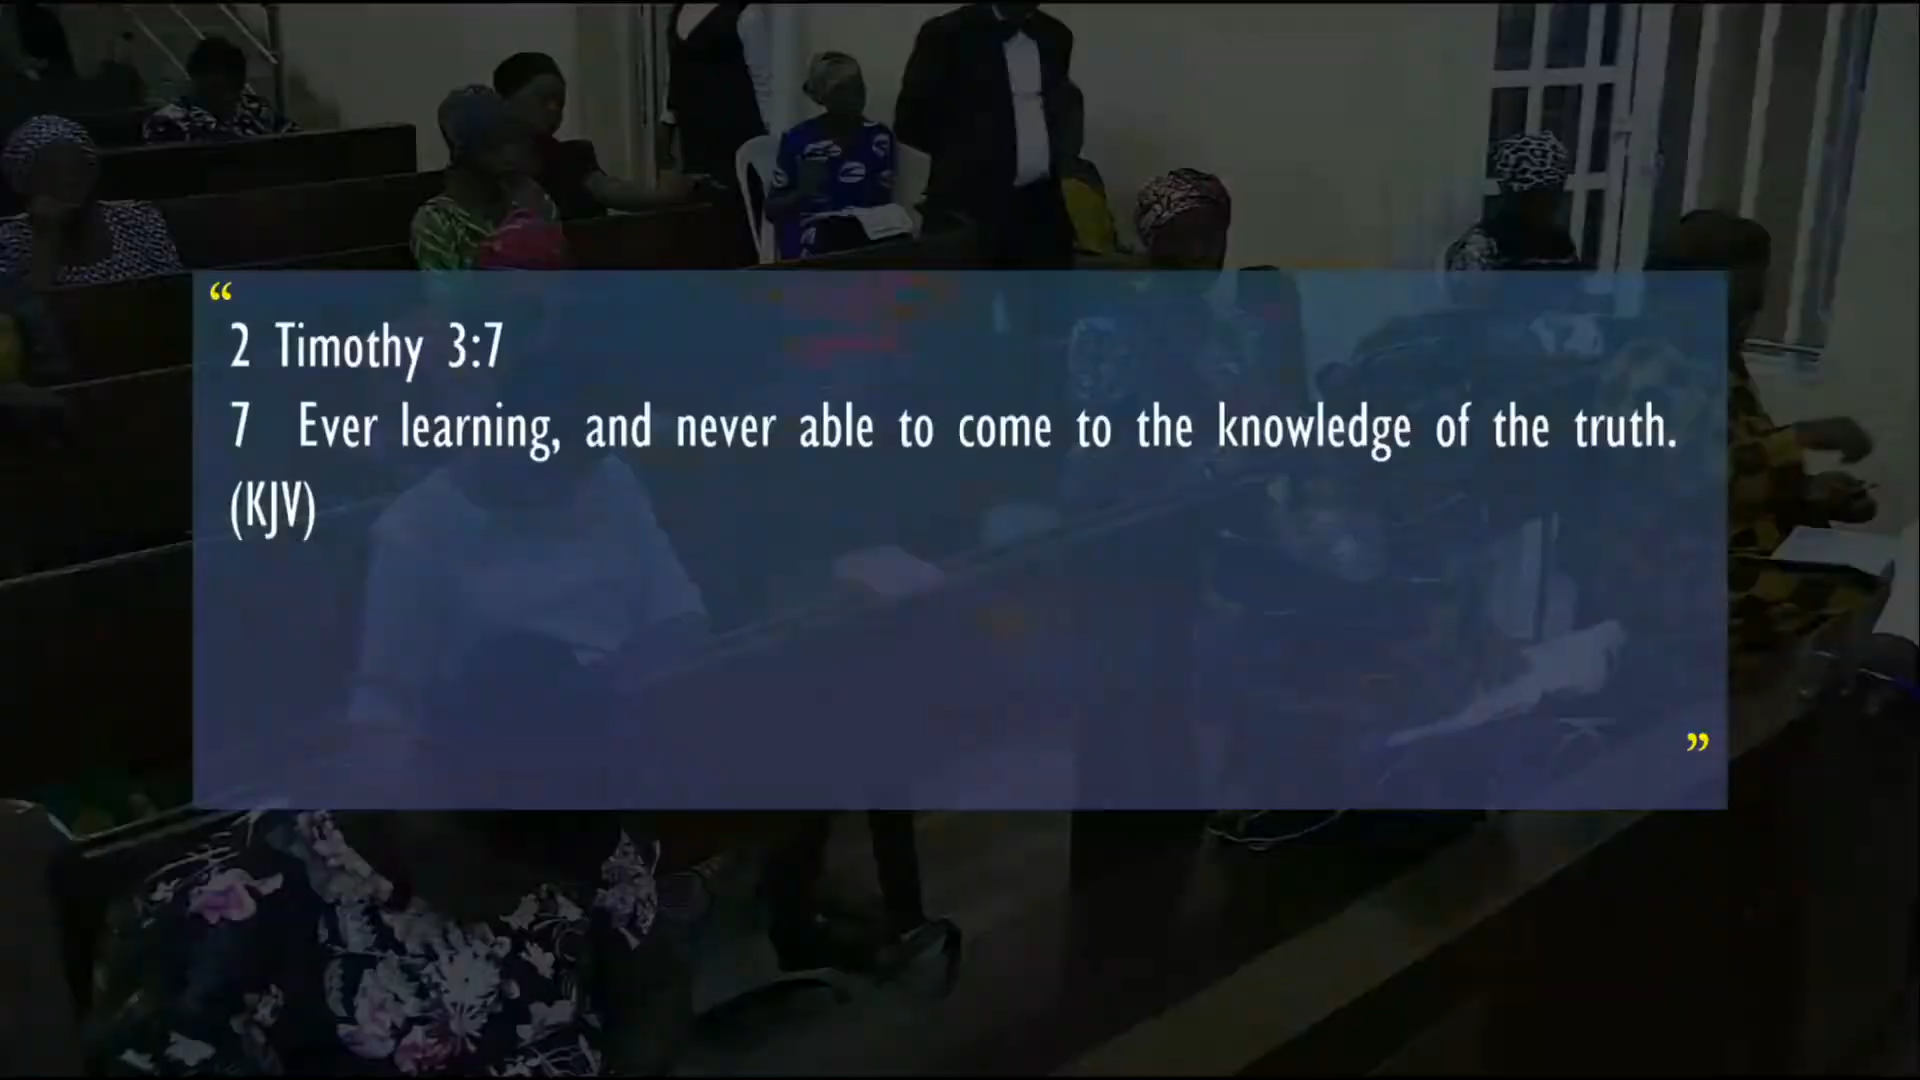 “
2 Timothy 3:7
7 Ever learning, and never able to come to the knowledge of the truth.
(KJV)
”